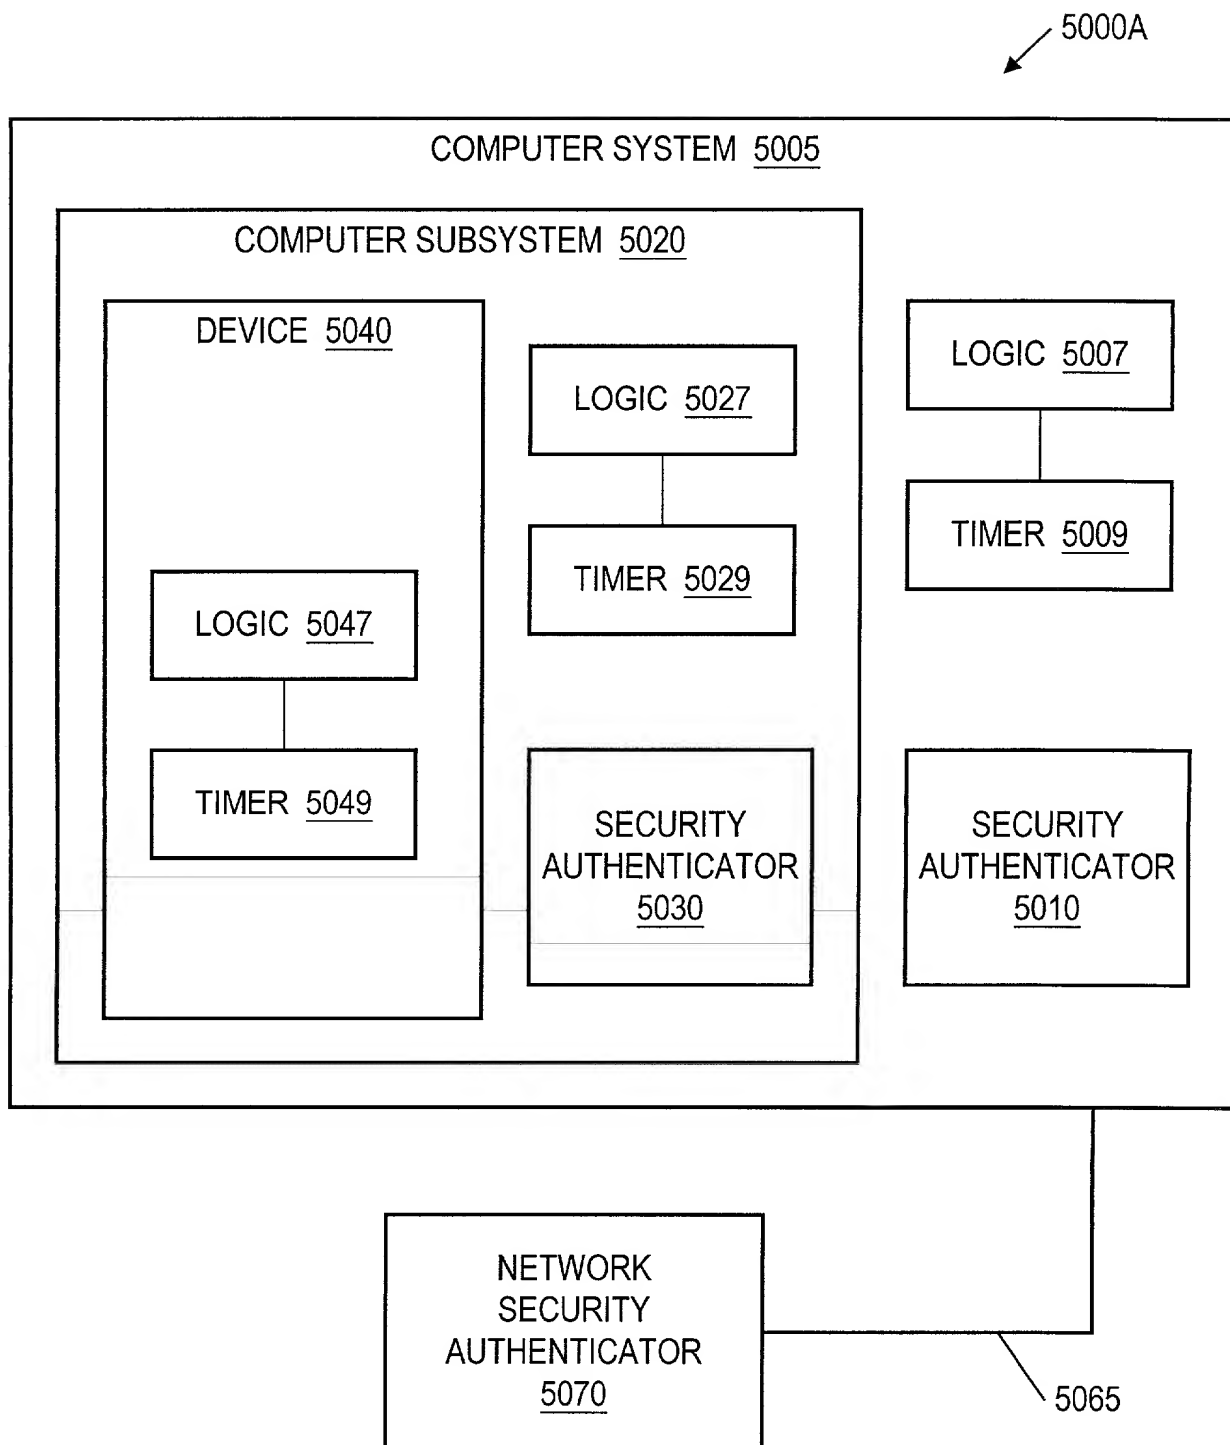 5000A
COMPUTER SYSTEM 5005
COMPUTER SUBSYSTEM 5020
DEVICE 5040
LOGIC 5047
TIMER 5049
LOGIC 5027
TIMER 5029
SECURITY
AUTHENTICATOR
5030
LOGIC 5007
TIMER 5009
SECURITY
AUTHENTICATOR
5010
NETWORK
SECURITY
AUTHENTICATOR
5070
5065